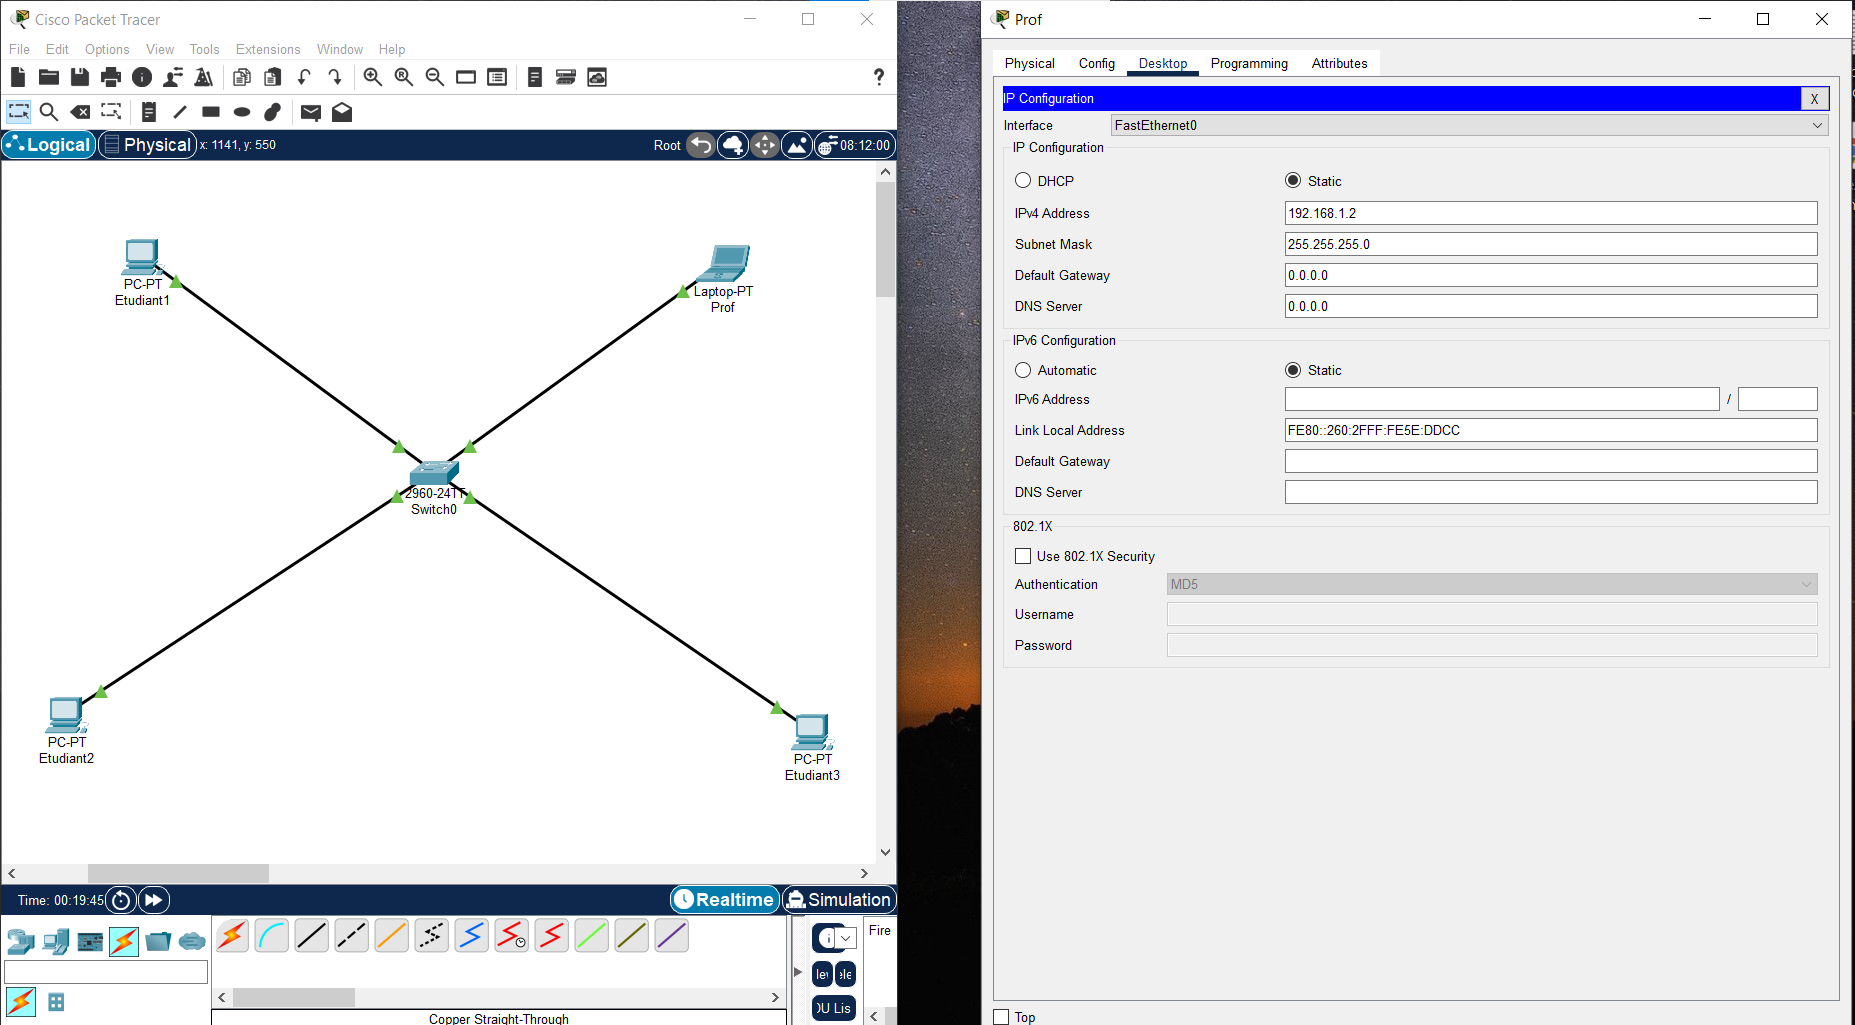 Cisco Packet Tracer
File Edit Options View Tools Extensions Window Help
?
Logical Physical x: 1141, y: 550 Root 08:12:00
PC-PT
Etudiant1
Laptop-PT
Prof
2960-24TT
Switch0
PC-PT
Etudiant2
PC-PT
Etudiant3
Time: 00:19:45 Realtime Simulation
Fire
Copper Straight-Through
Prof
Physical Config Desktop Programming Attributes
IP Configuration X
Interface FastEthernet0
IP Configuration
DHCP Static
IPv4 Address 192.168.1.2
Subnet Mask 255.255.255.0
Default Gateway 0.0.0.0
DNS Server 0.0.0.0
IPv6 Configuration
Automatic Static
IPv6 Address /
Link Local Address FE80::260:2FFF:FE5E:DDCC
Default Gateway
DNS Server
802.1X
Use 802.1X Security
Authentication MD5
Username
Password
Top